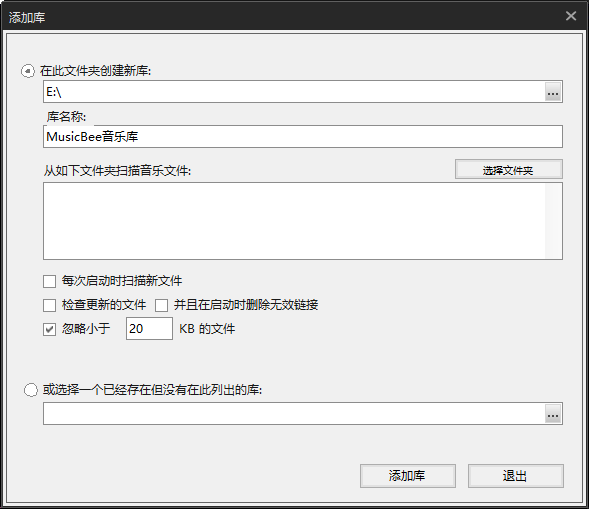 添加库
在此文件夹创建新库:
E:\
...
库名称:
MusicBee音乐库
从如下文件夹扫描音乐文件:
选择文件夹
每次启动时扫描新文件
检查更新的文件 并且在启动时删除无效链接
忽略小于 20 KB 的文件
或选择一个已经存在但没有在此列出的库:
...
添加库 退出